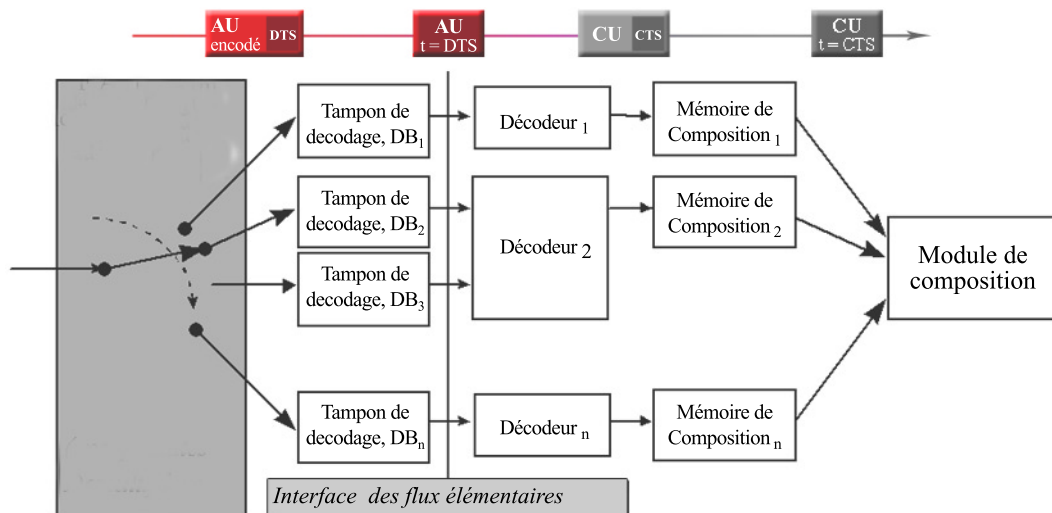 AU
encodé
DTS
AU
t = DTS
CU
CTS
CU
t = CTS
Tampon de
decodage, DB1
Décodeur 1
Mémoire de
Composition 1
Tampon de
decodage, DB2
Décodeur 2
Mémoire de
Composition 2
Tampon de
decodage, DB3
Module de
composition
Tampon de
decodage, DBn
Décodeur n
Mémoire de
Composition n
Interface des flux élémentaires